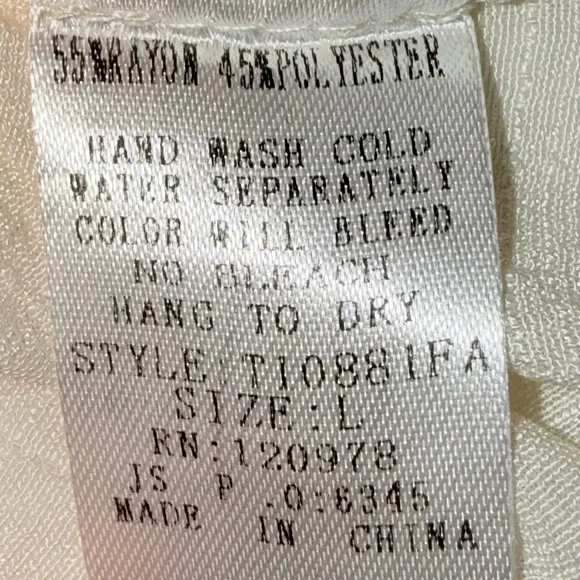 55%RAYON 45%POLYESTER
HAND WASH COLD
WATER SEPARATELY
COLOR WILL BLEED
NO BLEACH
HANG TO DRY
STYLE:T10881FA
SIZE:L
RN:120978
JS P.O:6345
MADE IN CHINA